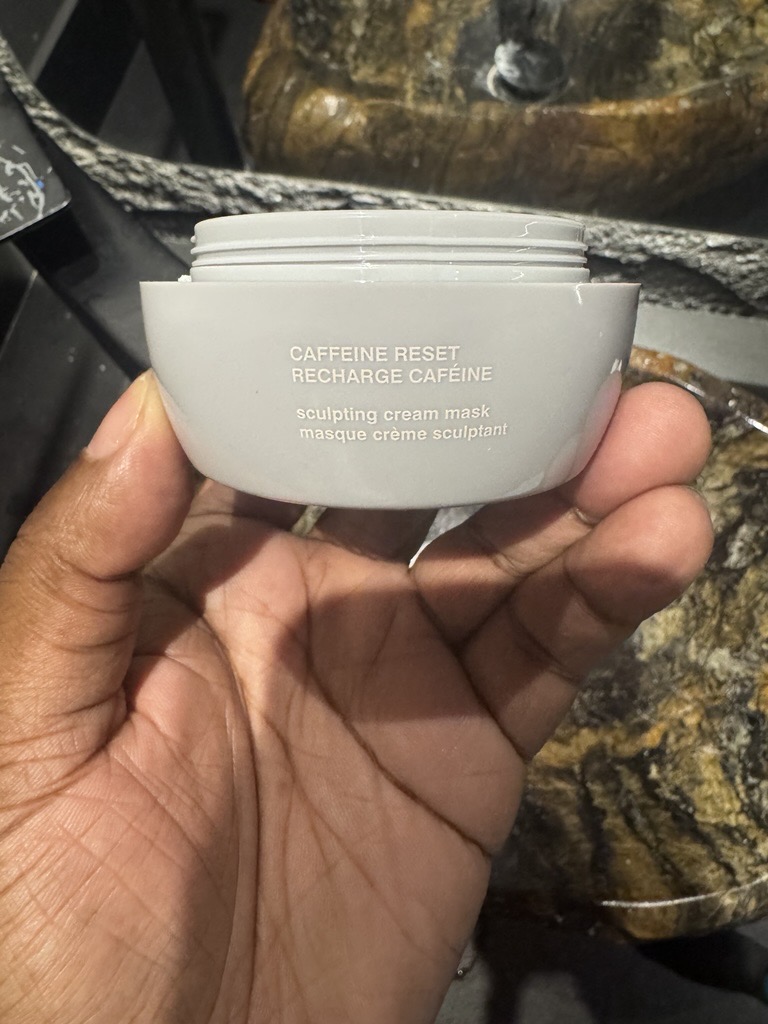 CAFFEINE RESET
RECHARGE CAFÉINE
sculpting cream mask
masque crème sculptant